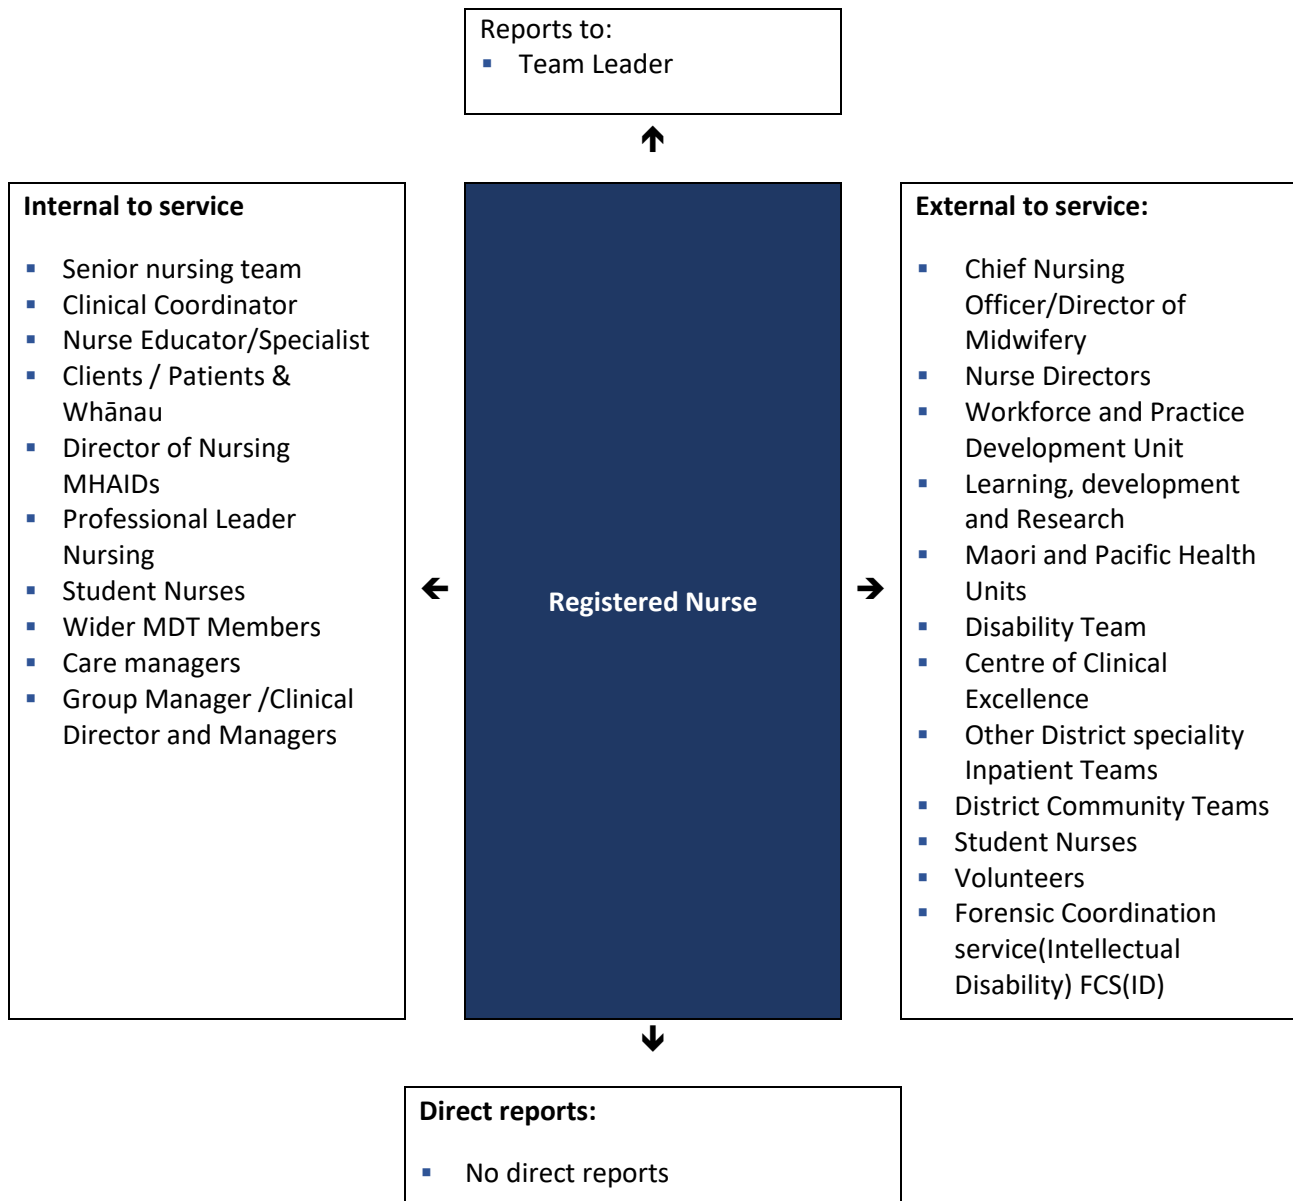 Reports to:
▪ Team Leader
Internal to service
▪ Senior nursing team
▪ Clinical Coordinator
▪ Nurse Educator/Specialist
▪ Clients / Patients &
Whānau
▪ Director of Nursing
MHAIDs
▪ Professional Leader
Nursing
▪ Student Nurses
▪ Wider MDT Members
▪ Care managers
▪ Group Manager /Clinical
Director and Managers
Registered Nurse
External to service:
▪ Chief Nursing
Officer/Director of
Midwifery
▪ Nurse Directors
▪ Workforce and Practice
Development Unit
▪ Learning, development
and Research
▪ Maori and Pacific Health
Units
▪ Disability Team
▪ Centre of Clinical
Excellence
▪ Other District speciality
Inpatient Teams
▪ District Community Teams
▪ Student Nurses
▪ Volunteers
▪ Forensic Coordination
service(Intellectual
Disability) FCS(ID)
Direct reports:
▪ No direct reports